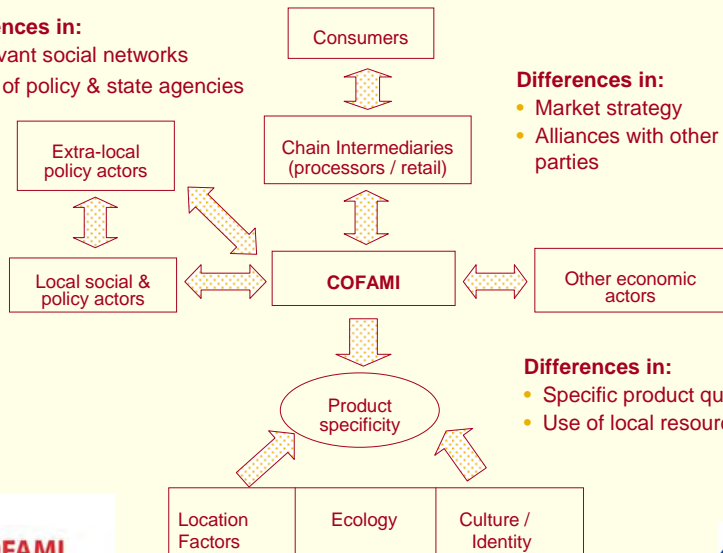 ences in:
vant social networks
of policy & state agencies
Consumers
Differences in:
• Market strategy
• Alliances with other
parties
Extra-local
policy actors
Chain Intermediaries
(processors / retail)
Local social &
policy actors
COFAMI
Other economic
actors
Differences in:
• Specific product qu
• Use of local resour
Product
specificity
Location
Factors
Ecology
Culture /
Identity
OFAMI